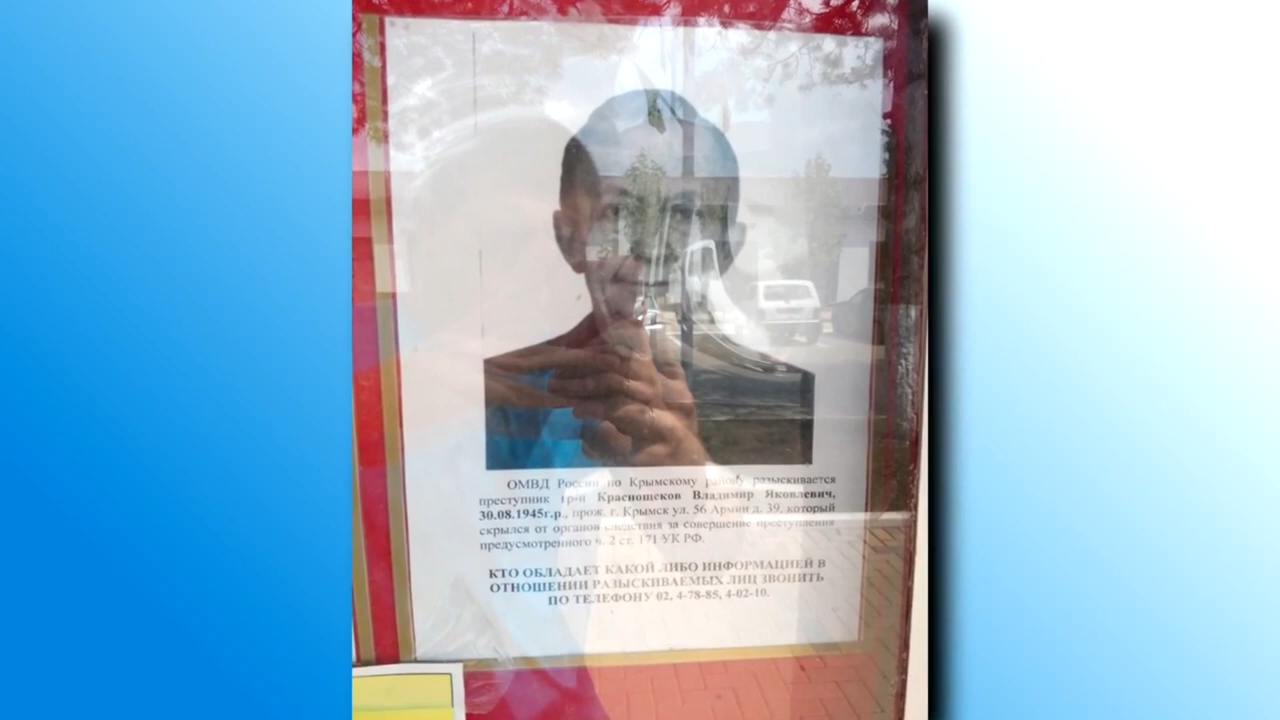 ОМВД России по Крымскому району разыскивается
преступник гр-н Краснощеков Владимир Яковлевич,
30.08.1945г.р., прож. г. Крымск ул. 56 Армии д. 39, который
скрылся от органов следствия за совершение преступления
предусмотренного ч. 2 ст. 171 УК РФ.
КТО ОБЛАДАЕТ КАКОЙ ЛИБО ИНФОРМАЦИЕЙ В
ОТНОШЕНИИ РАЗЫСКИВАЕМЫХ ЛИЦ ЗВОНИТЬ
ПО ТЕЛЕФОНУ 02, 4-78-85, 4-02-10.